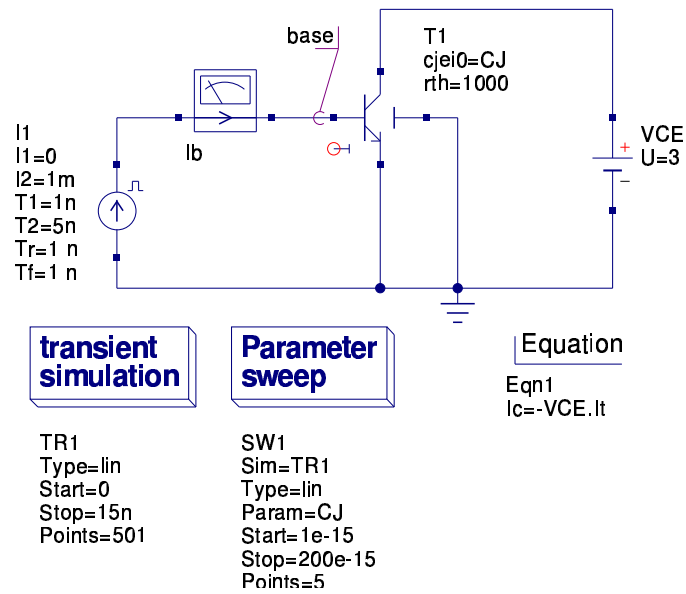 base
T1
cjei0=CJ
rth=1000
I1
I1=0
I2=1m
T1=1n
T2=5n
Tr=1 n
Tf=1 n
Ib
VCE
U=3
+
−
transient
simulation
Parameter
sweep
Equation
Eqn1
Ic=-VCE.It
TR1
Type=lin
Start=0
Stop=15n
Points=501
SW1
Sim=TR1
Type=lin
Param=CJ
Start=1e-15
Stop=200e-15
Points=5